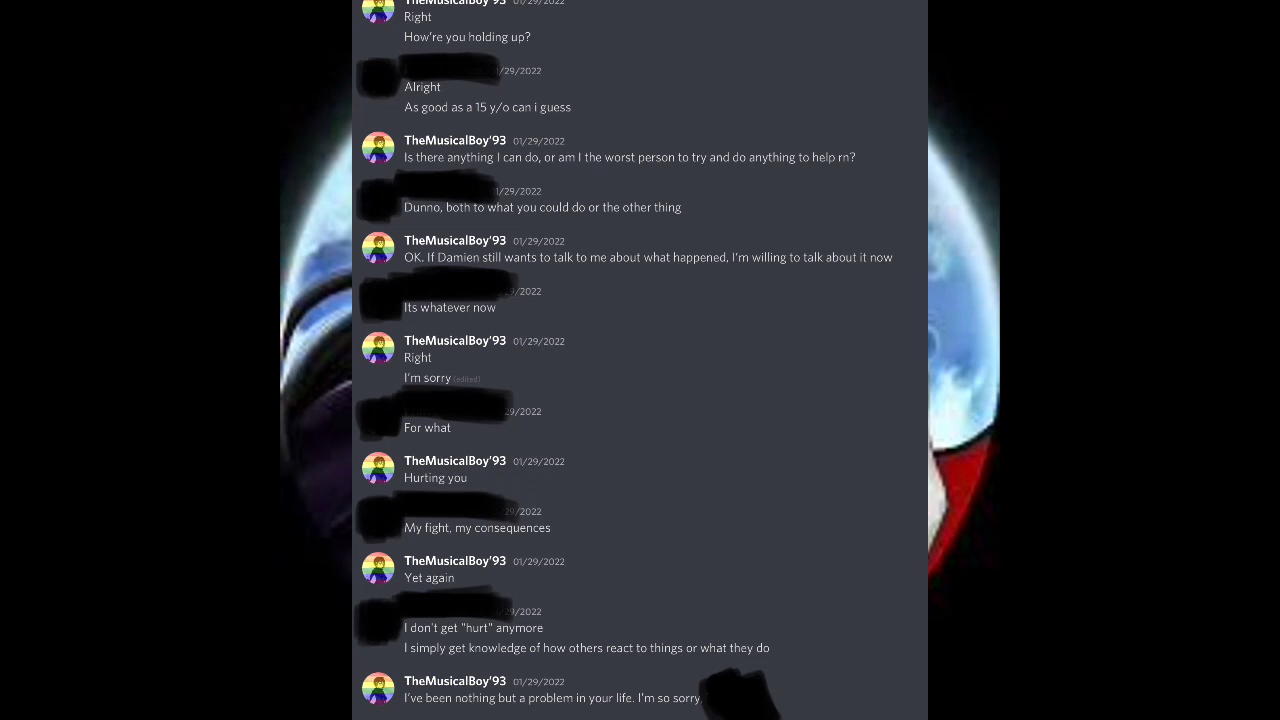 TheMusicalBoy'93 01/29/2022
Right
How're you holding up?
/29/2022
Alright
As good as a 15 y/o can i guess
TheMusicalBoy'93 01/29/2022
Is there anything I can do, or am I the worst person to try and do anything to help rn?
1/29/2022
Dunno, both to what you could do or the other thing
TheMusicalBoy'93 01/29/2022
OK. If Damien still wants to talk to me about what happened, I'm willing to talk about it now
29/2022
Its whatever now
TheMusicalBoy'93 01/29/2022
Right
I'm sorry (edited)
29/2022
For what
TheMusicalBoy'93 01/29/2022
Hurting you
29/2022
My fight, my consequences
TheMusicalBoy'93 01/29/2022
Yet again
/29/2022
I don't get "hurt" anymore
I simply get knowledge of how others react to things or what they do
TheMusicalBoy'93 01/29/2022
I've been nothing but a problem in your life. I'm so sorry,